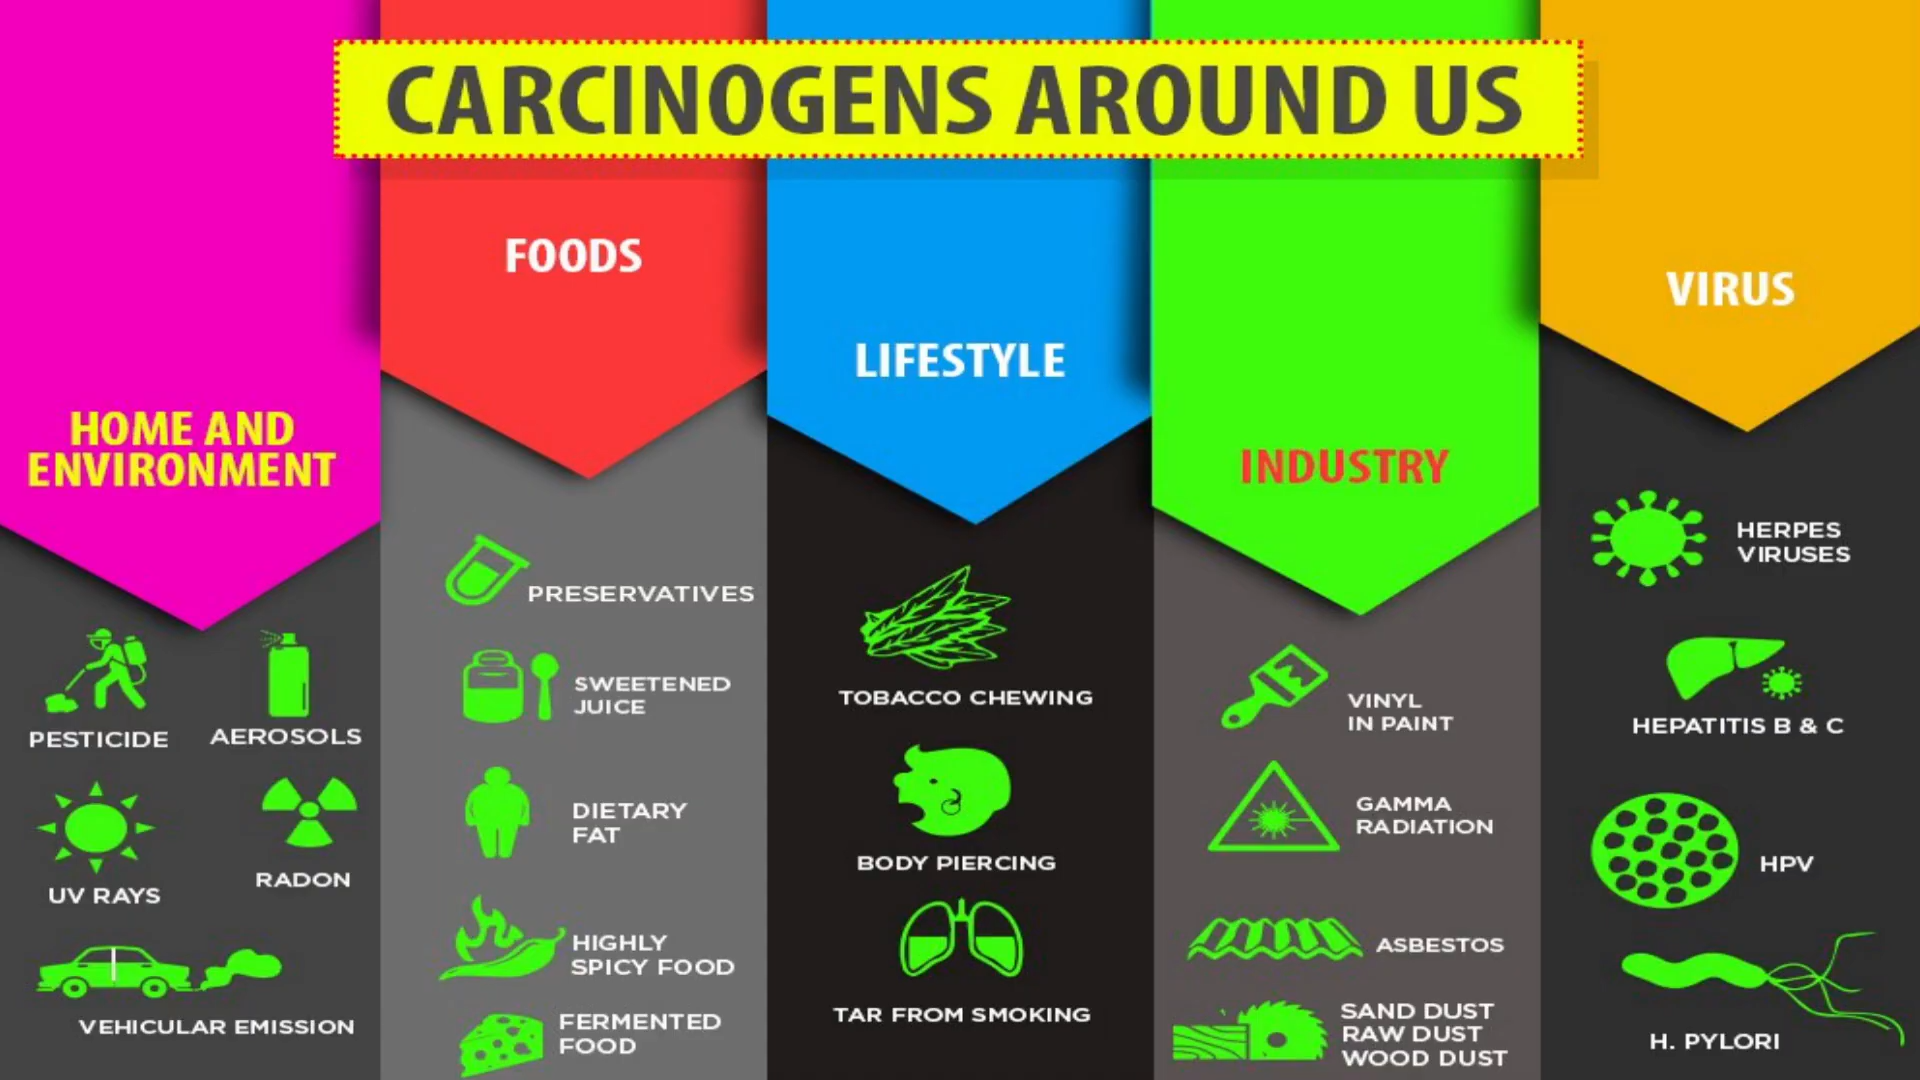 CARCINOGENS AROUND US
HOME AND
ENVIRONMENT
PESTICIDE
AEROSOLS
UV RAYS
RADON
VEHICULAR EMISSION
FOODS
PRESERVATIVES
SWEETENED
JUICE
DIETARY
FAT
HIGHLY
SPICY FOOD
FERMENTED
FOOD
LIFESTYLE
TOBACCO CHEWING
BODY PIERCING
TAR FROM SMOKING
INDUSTRY
VINYL
IN PAINT
GAMMA
RADIATION
ASBESTOS
SAND DUST
RAW DUST
WOOD DUST
VIRUS
HERPES
VIRUSES
HEPATITIS B & C
HPV
H. PYLORI